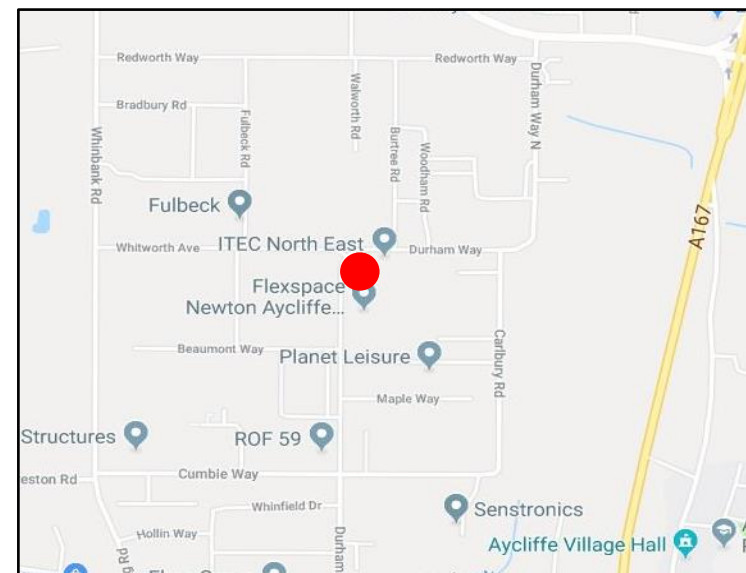 Redworth Way
Redworth Way
Bradbury Rd
Fulbeck Rd
Walworth Rd
Burtree Rd
Woodham Rd
Durham Way N
Whinbank Rd
Fulbeck
A167
Whitworth Ave
ITEC North East
Durham Way
Flexspace
Newton Aycliffe...
Beaumont Way
Planet Leisure
Carlbury Rd
Maple Way
Structures
ROF 59
eston Rd
Cumbie Way
Whinfield Dr
Senstronics
Hollin Way
Durham
Aycliffe Village Hall
g Rd